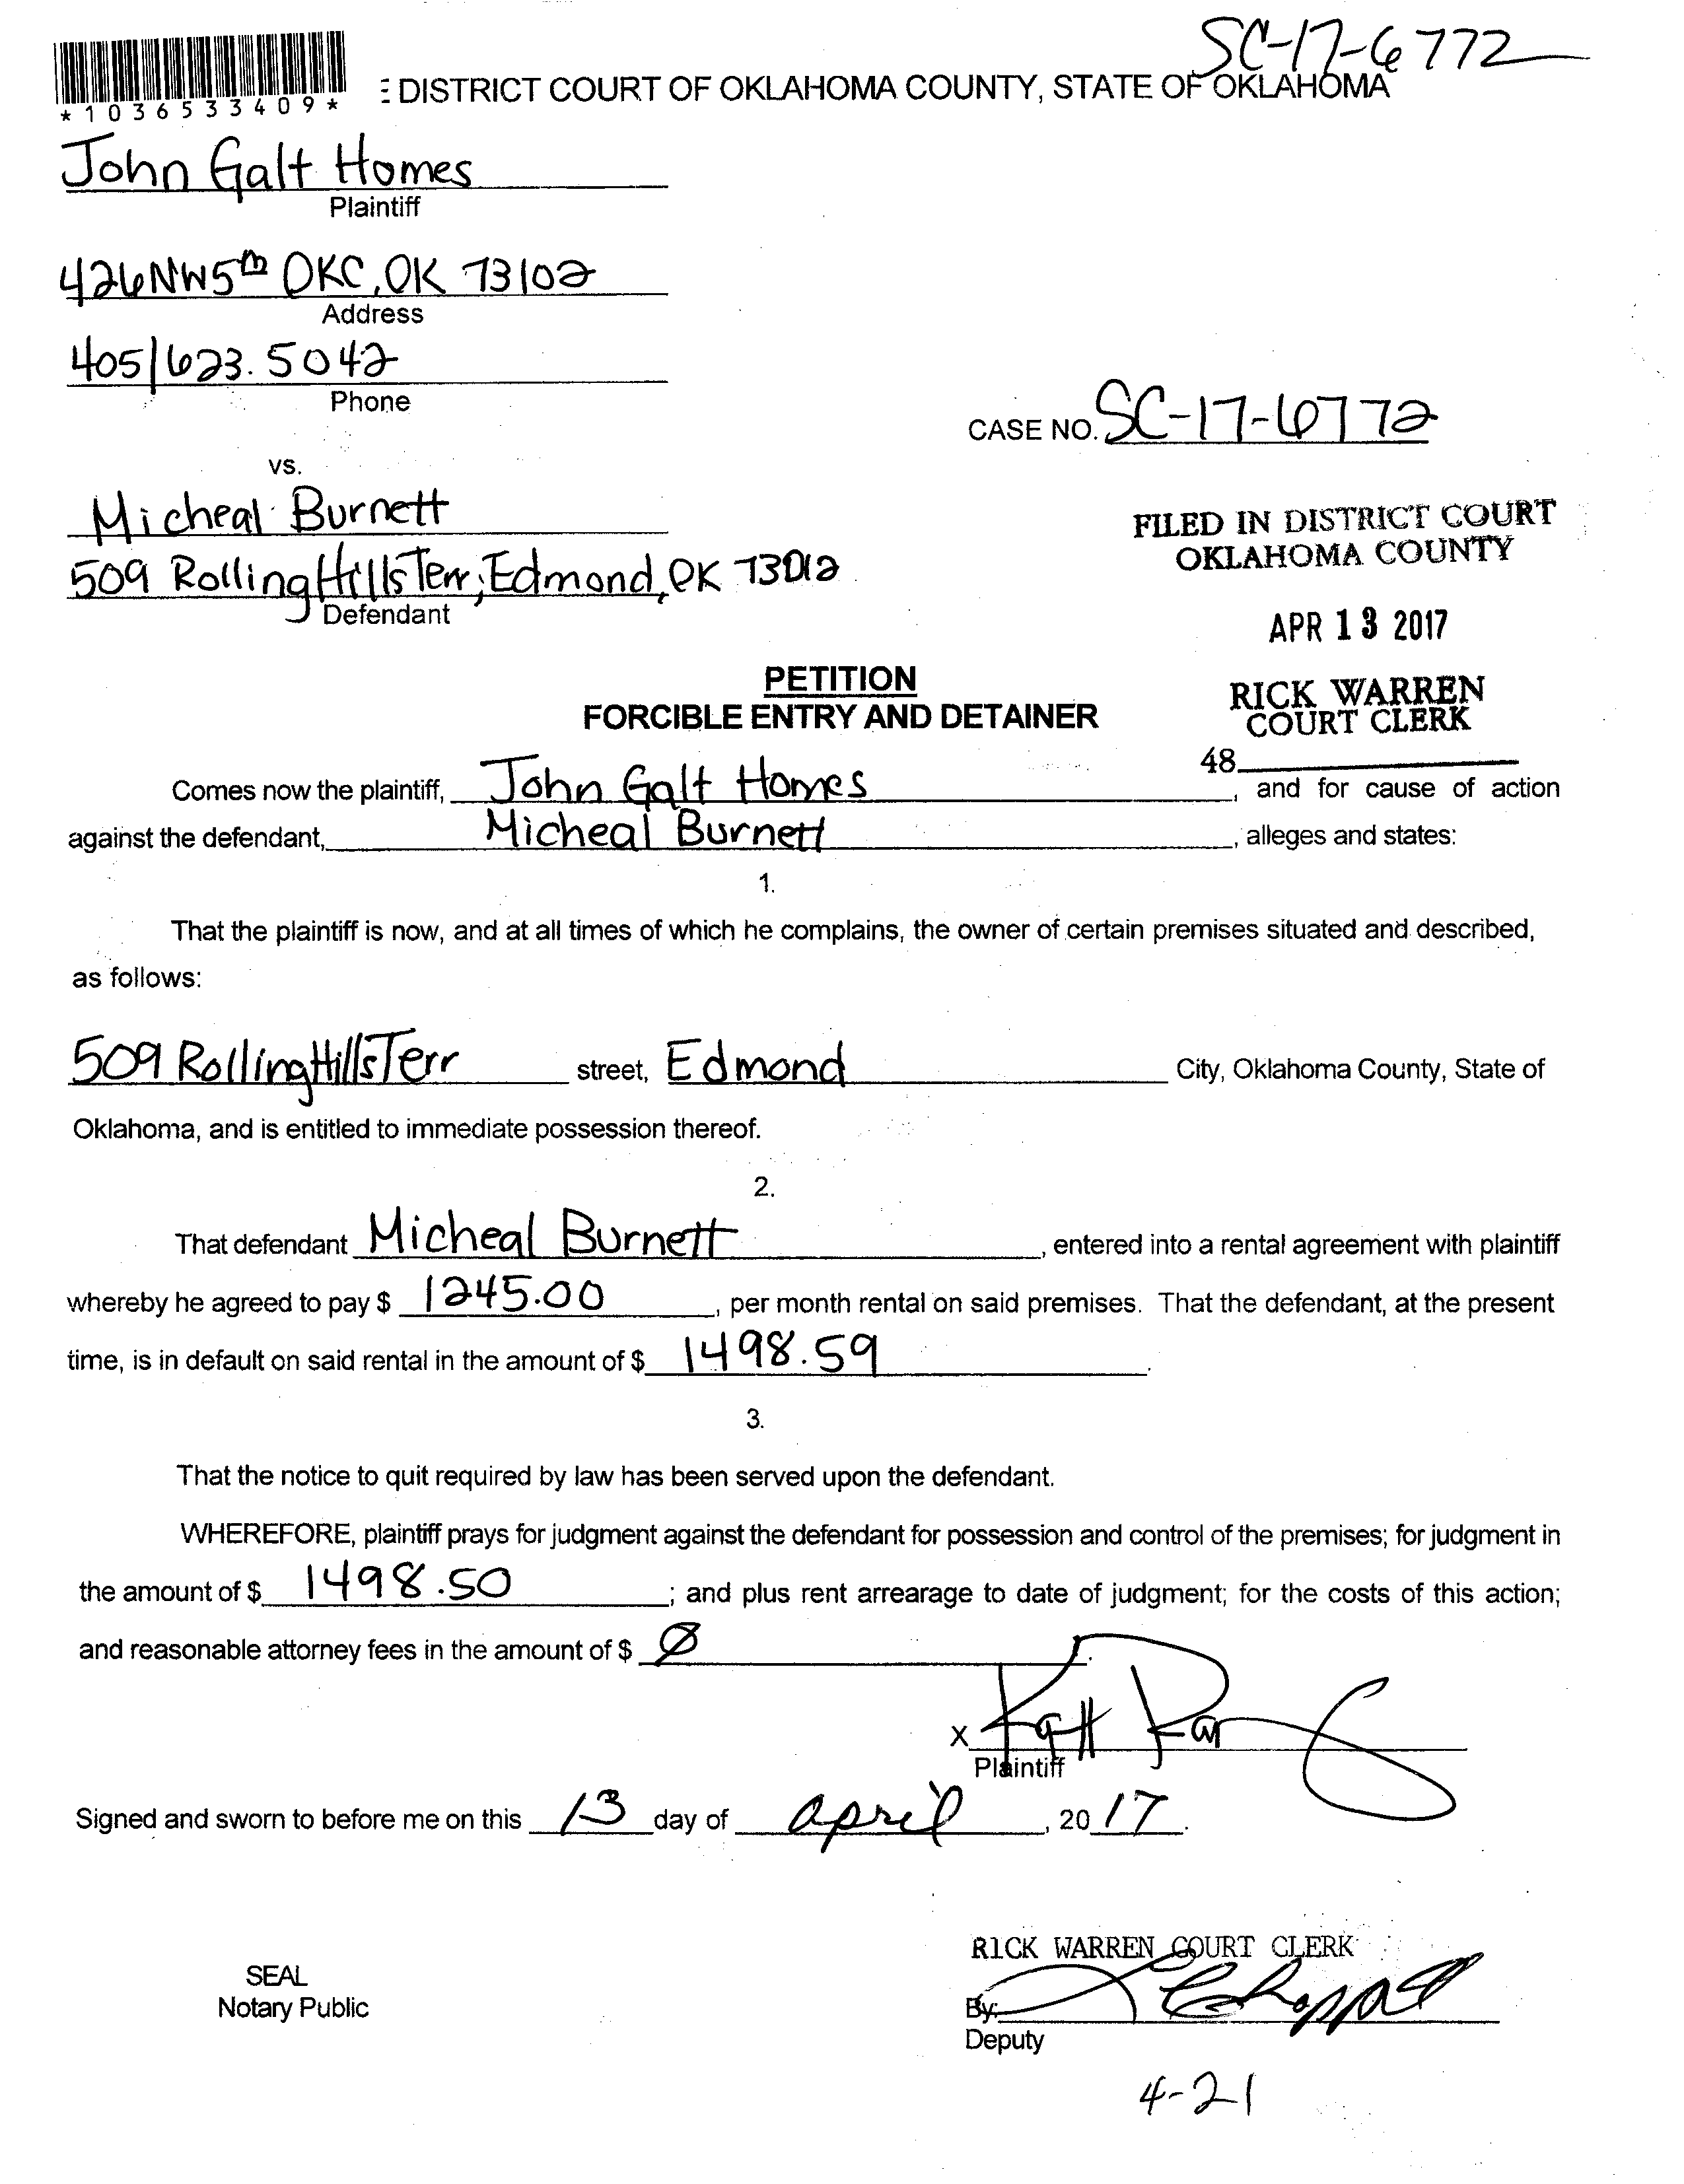 SC-17-6772
*1036533409*
E DISTRICT COURT OF OKLAHOMA COUNTY, STATE OF OKLAHOMA
John Galt Homes
Plaintiff
426 NW 5th OKC, OK 73102
Address
405/623.5042
Phone
CASE NO. SC-17-6772
vs.
Micheal Burnett
509 Rolling Hills Terr, Edmond, OK 73012
Defendant
FILED IN DISTRICT COURT
OKLAHOMA COUNTY
APR 13 2017
RICK WARREN
COURT CLERK
48
PETITION
FORCIBLE ENTRY AND DETAINER
Comes now the plaintiff, John Galt Homes, and for cause of action
against the defendant, Micheal Burnett, alleges and states:
1.
That the plaintiff is now, and at all times of which he complains, the owner of certain premises situated and described,
as follows:
509 Rolling Hills Terr street, Edmond City, Oklahoma County, State of
Oklahoma, and is entitled to immediate possession thereof.
2.
That defendant Micheal Burnett, entered into a rental agreement with plaintiff
whereby he agreed to pay $ 1245.00, per month rental on said premises. That the defendant, at the present
time, is in default on said rental in the amount of $ 1498.59.
3.
That the notice to quit required by law has been served upon the defendant.
WHEREFORE, plaintiff prays for judgment against the defendant for possession and control of the premises; for judgment in
the amount of $ 1498.50; and plus rent arrearage to date of judgment; for the costs of this action;
and reasonable attorney fees in the amount of $ Ø.
X
Plaintiff
Signed and sworn to before me on this 13 day of april, 2017.
RICK WARREN COURT CLERK
SEAL
Notary Public
By:
Deputy
4-21